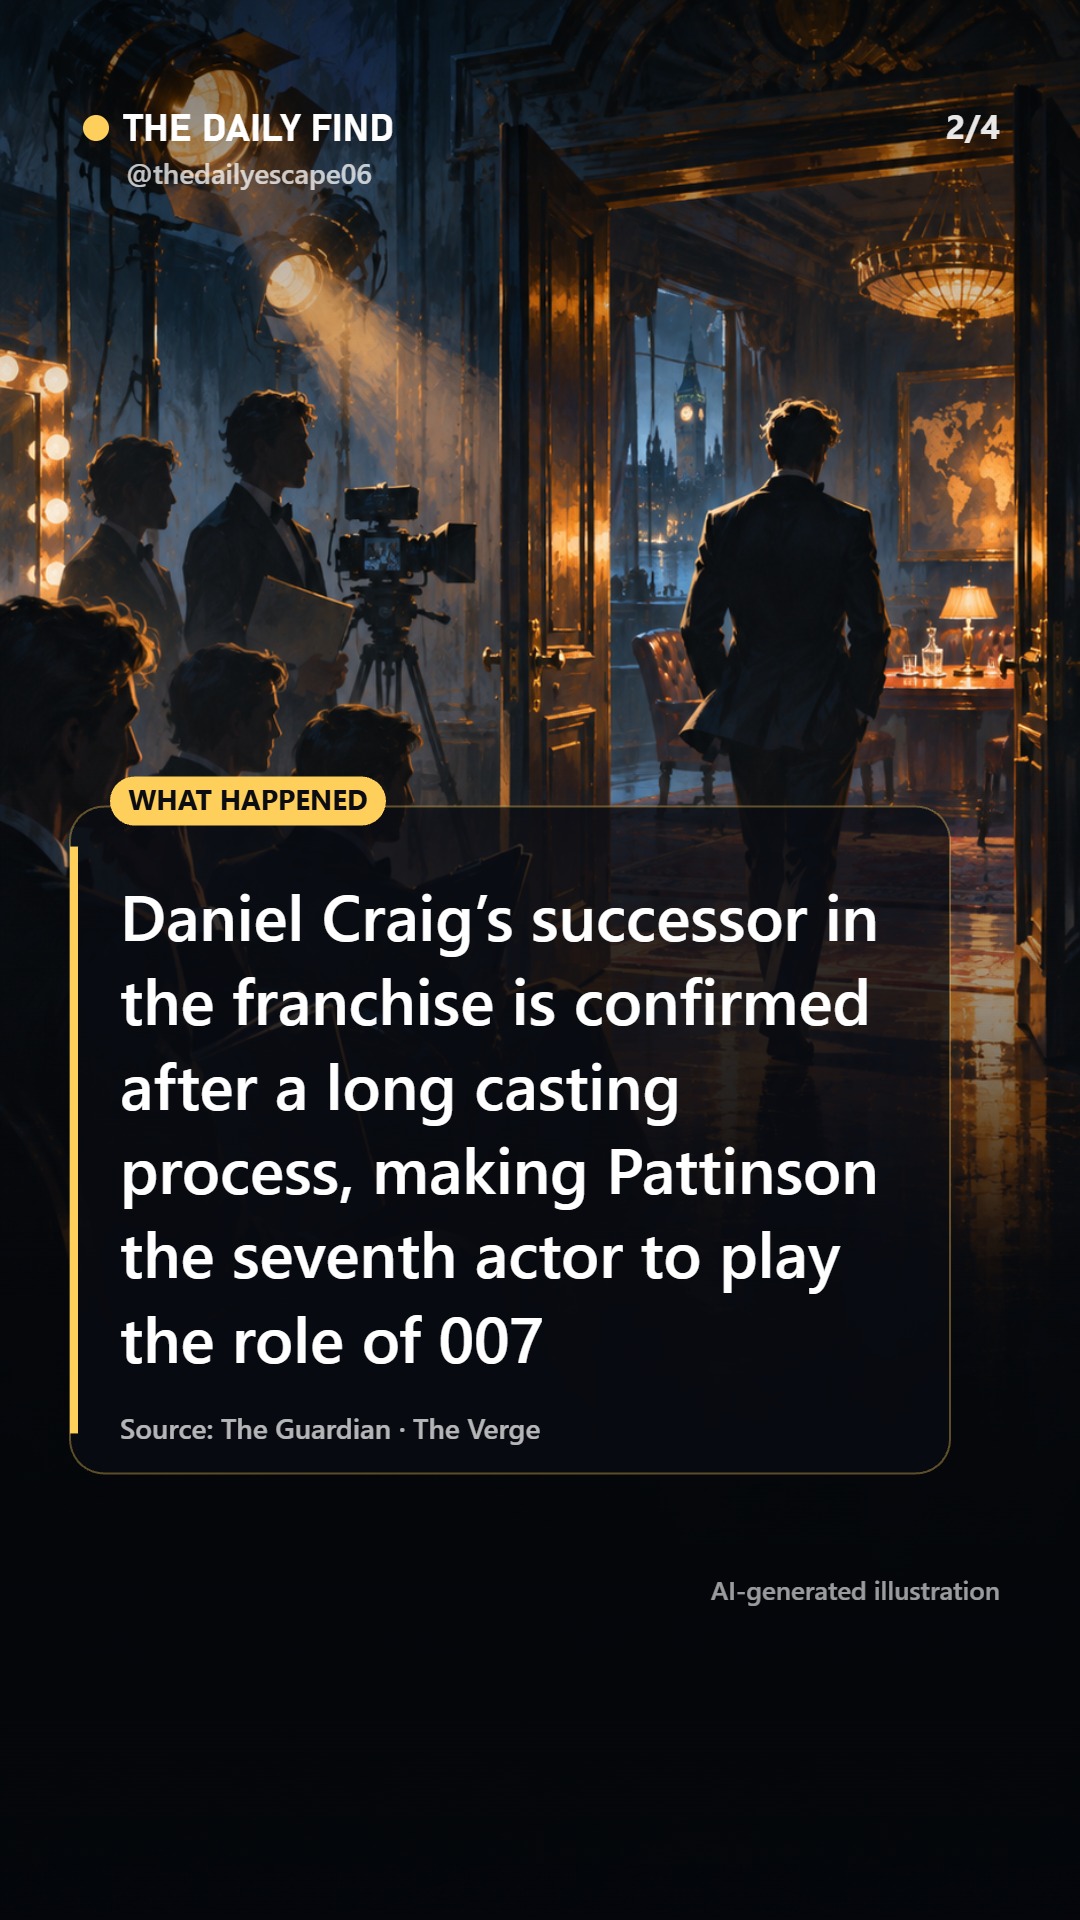 THE DAILY FIND
2/4
@thedailyescape06
WHAT HAPPENED
Daniel Craig’s successor in
the franchise is confirmed
after a long casting
process, making Pattinson
the seventh actor to play
the role of 007
Source: The Guardian · The Verge
AI-generated illustration